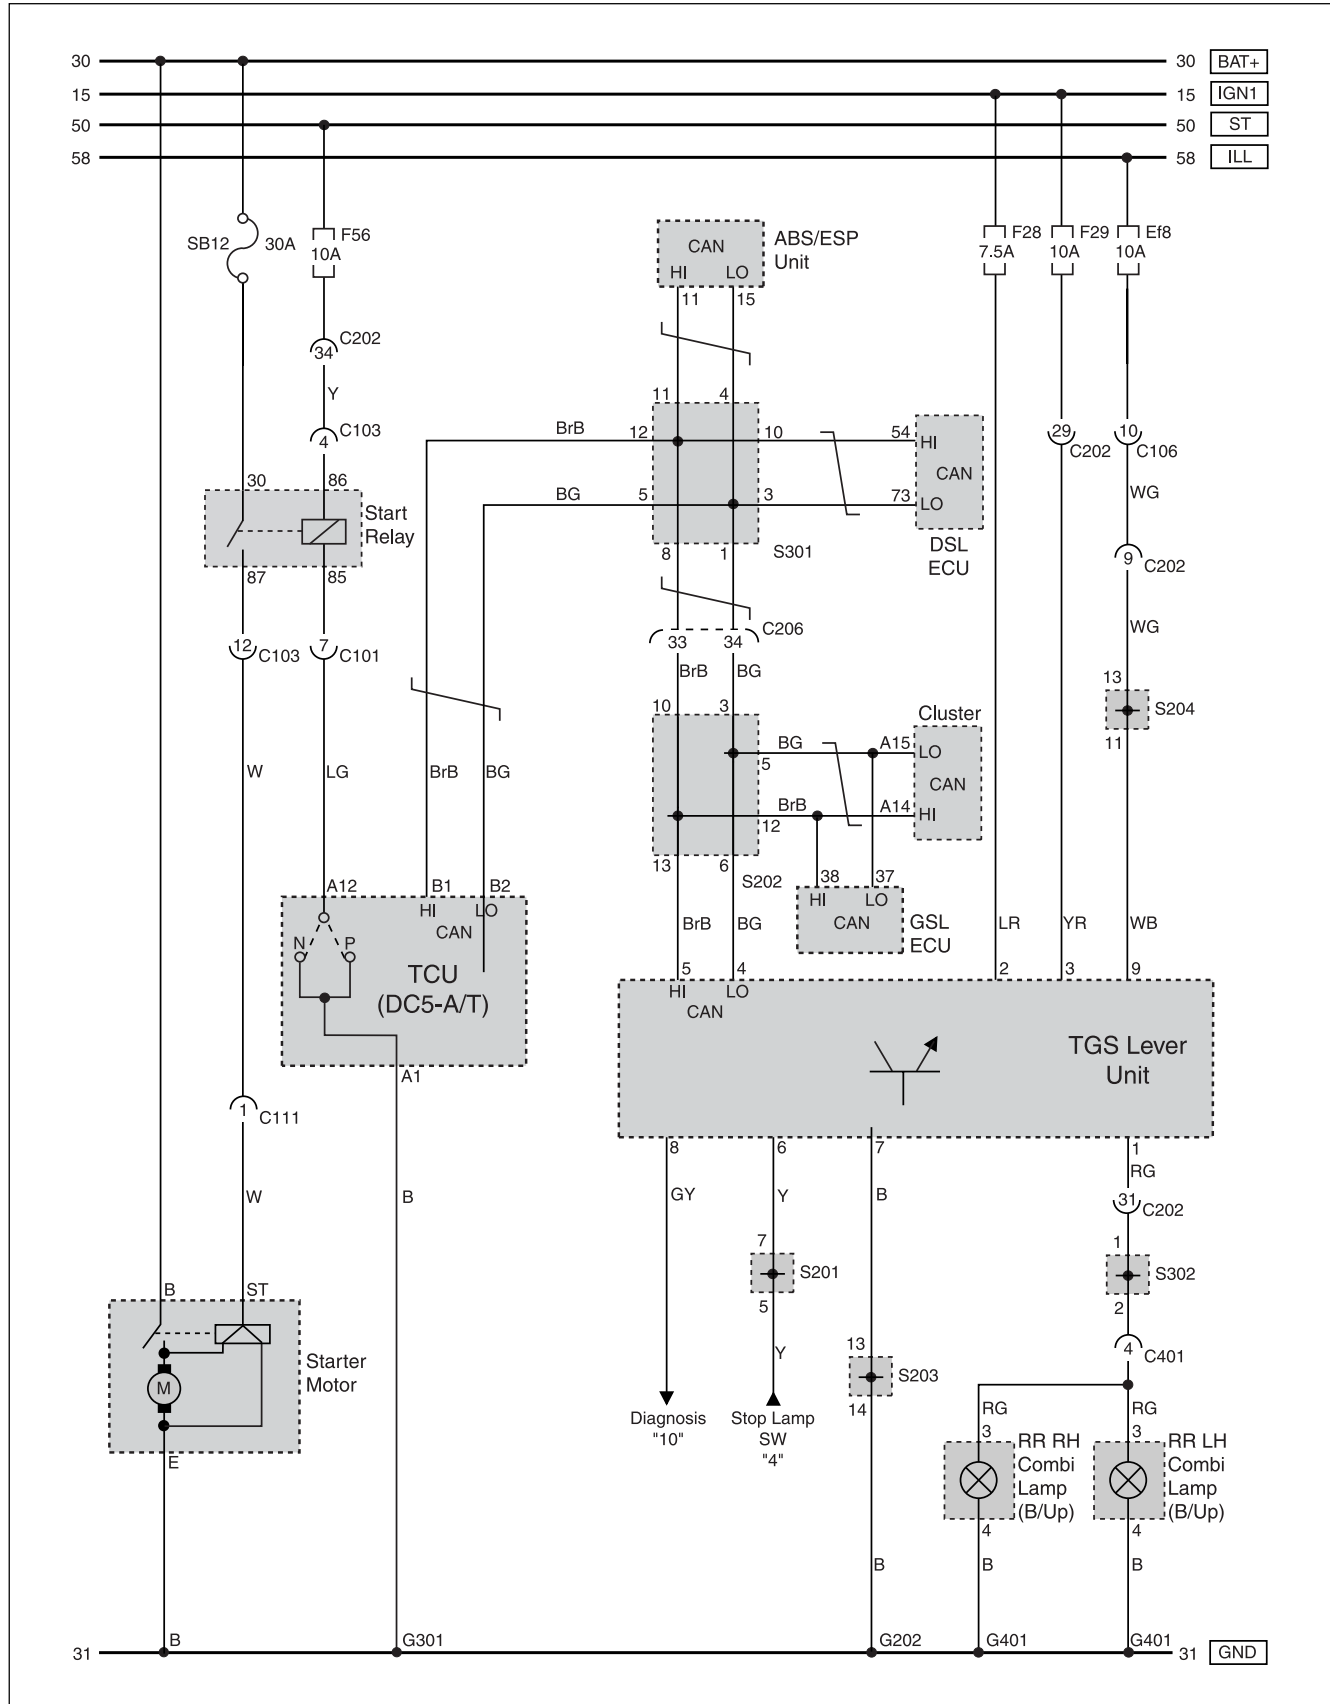 30
30 BAT+
15
15 IGN1
50
50 ST
58
58 ILL
SB12 30A
F56
10A
CAN
HI LO
ABS/ESP
Unit
11 15
F28
7.5A
F29
10A
Ef8
10A
C202
34
Y
C103
4
11 4
BrB 12 10 54 HI
CAN
BG 5 3 73 LO
DSL
ECU
8 1 S301
29
C202
10
C106
WG
9
C202
WG
30 86
Start
Relay
87 85
12
C103
7
C101
33 34 C206
BrB BG
13
S204
11
10 3
Cluster
BG A15 LO
5
CAN
BrB A14 HI
12
13 6
S202
W LG BrB BG
38 37
HI LO
CAN
GSL
ECU
A12 B1 B2
HI LO
CAN
N P
TCU
(DC5-A/T)
A1
BrB BG
LR YR WB
5 4 2 3 9
HI LO
CAN
TGS Lever
Unit
1
C111
8 6 7 1
RG
W B GY Y B
31
C202
7
S201
5
1
S302
2
Y
B ST
Starter
Motor
M
E
13
S203
14
4
C401
Diagnosis
"10"
Stop Lamp
SW
"4"
RG RG
3
RR RH
Combi
Lamp
(B/Up)
4
3
RR LH
Combi
Lamp
(B/Up)
4
B B B
31 B G301 G202 G401 G401 31 GND